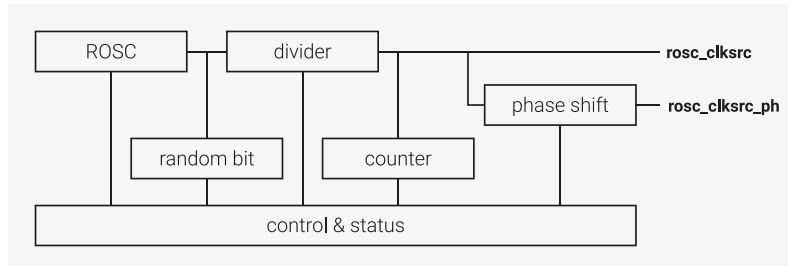 ROSC
divider
rosc_clksrc
phase shift
rosc_clksrc_ph
random bit
counter
control & status